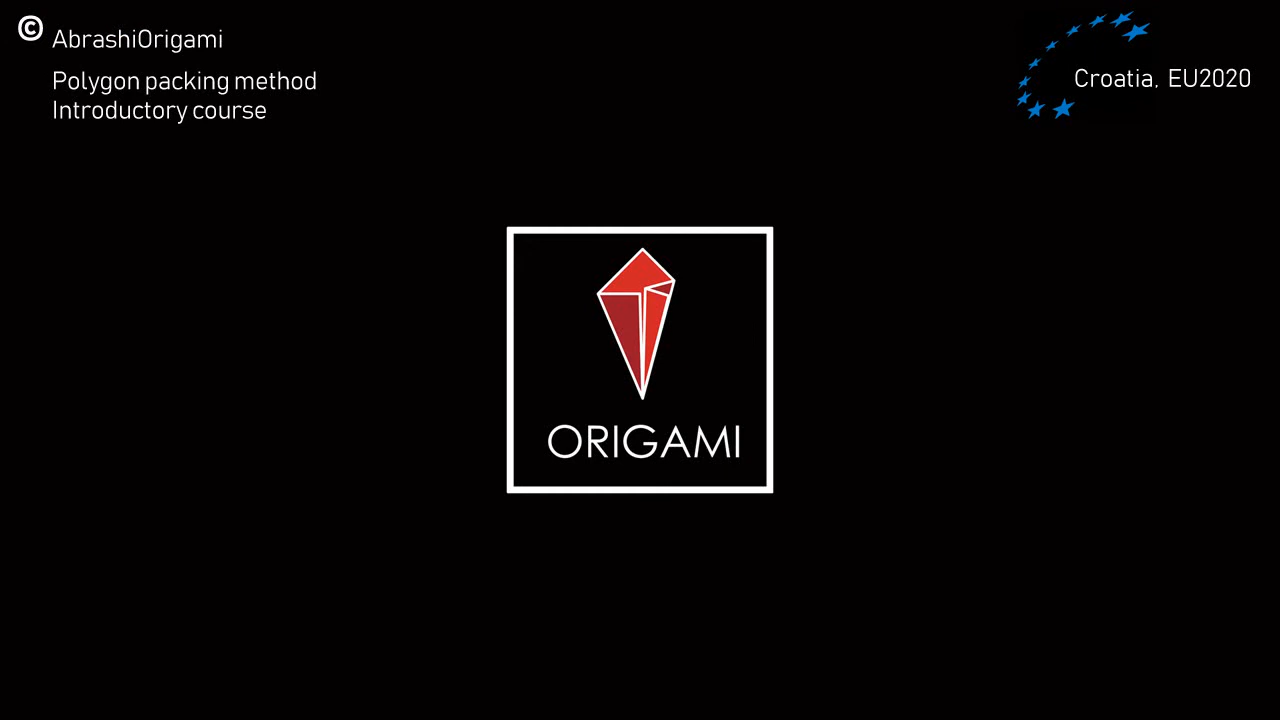 © AbrashiOrigami
Polygon packing method
Introductory course
Croatia, EU2020
ORIGAMI